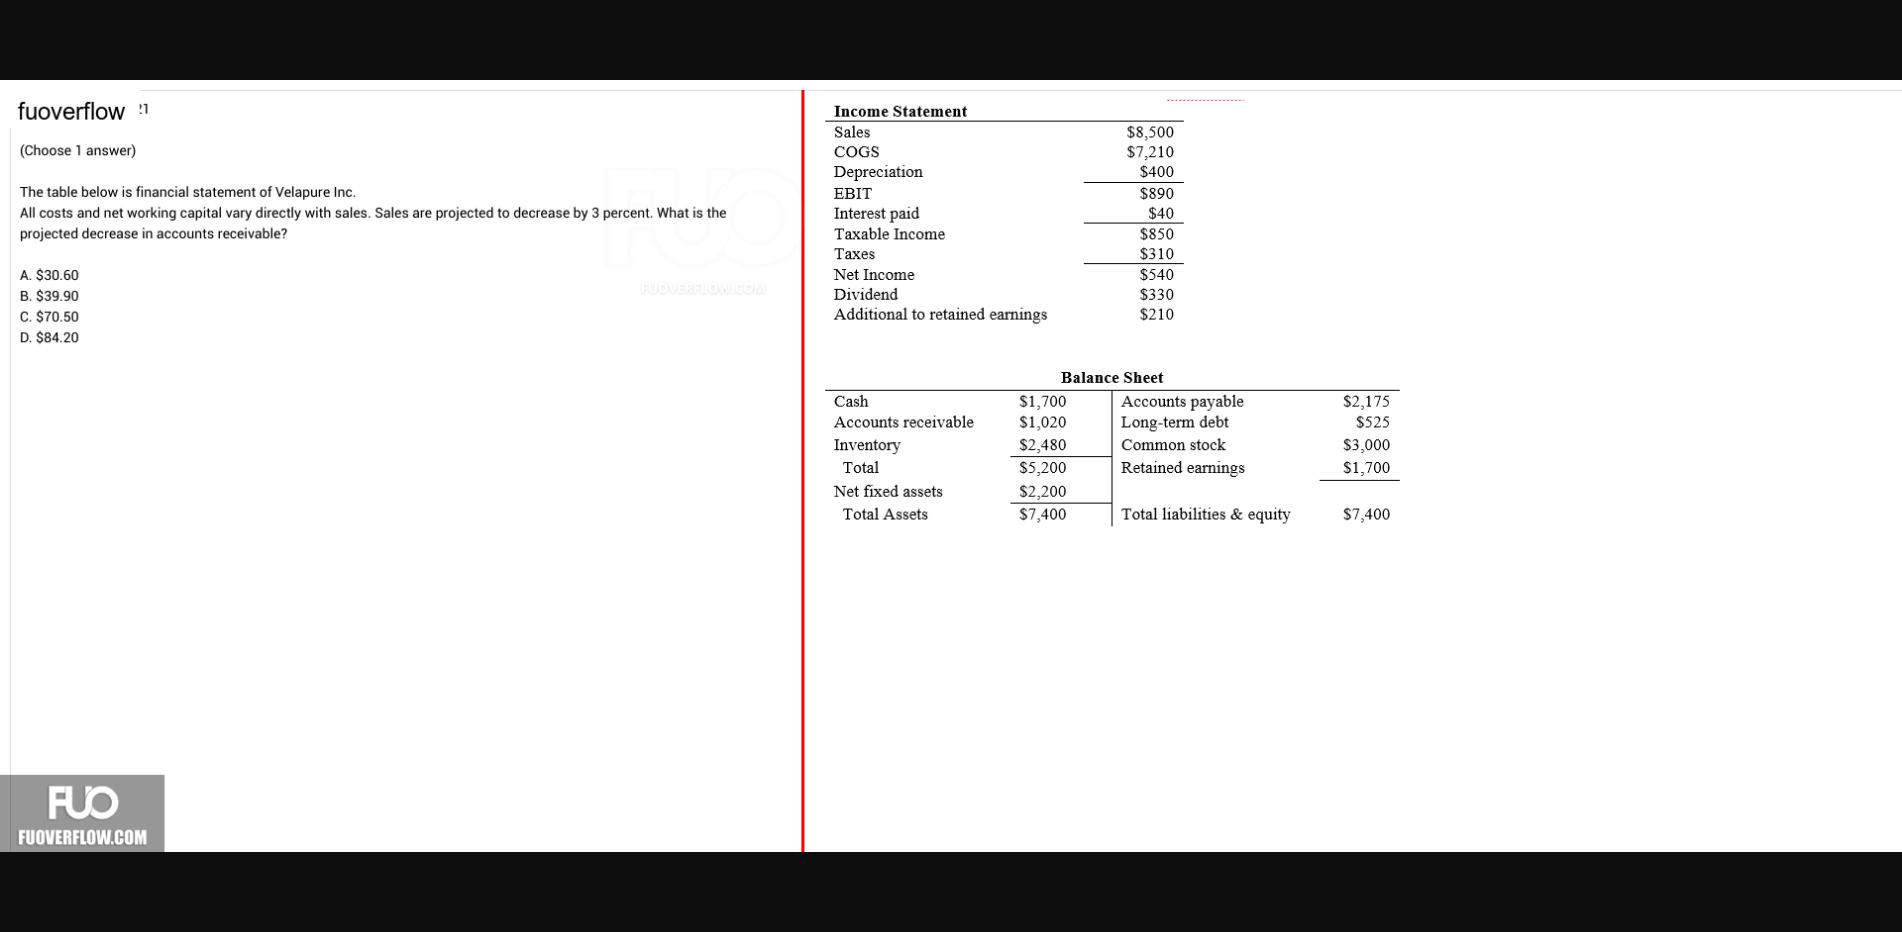 fuoverflow 21
(Choose 1 answer)
The table below is financial statement of Velapure Inc.
All costs and net working capital vary directly with sales. Sales are projected to decrease by 3 percent. What is the
projected decrease in accounts receivable?
A. $30.60
B. $39.90
C. $70.50
D. $84.20
FUO
FUOVERFLOW.COM
FUO
FUOVERFLOW.COM
Income Statement
Sales $8,500
COGS $7,210
Depreciation $400
EBIT $890
Interest paid $40
Taxable Income $850
Taxes $310
Net Income $540
Dividend $330
Additional to retained earnings $210
Balance Sheet
Cash $1,700 Accounts payable $2,175
Accounts receivable $1,020 Long-term debt $525
Inventory $2,480 Common stock $3,000
Total $5,200 Retained earnings $1,700
Net fixed assets $2,200
Total Assets $7,400 Total liabilities & equity $7,400